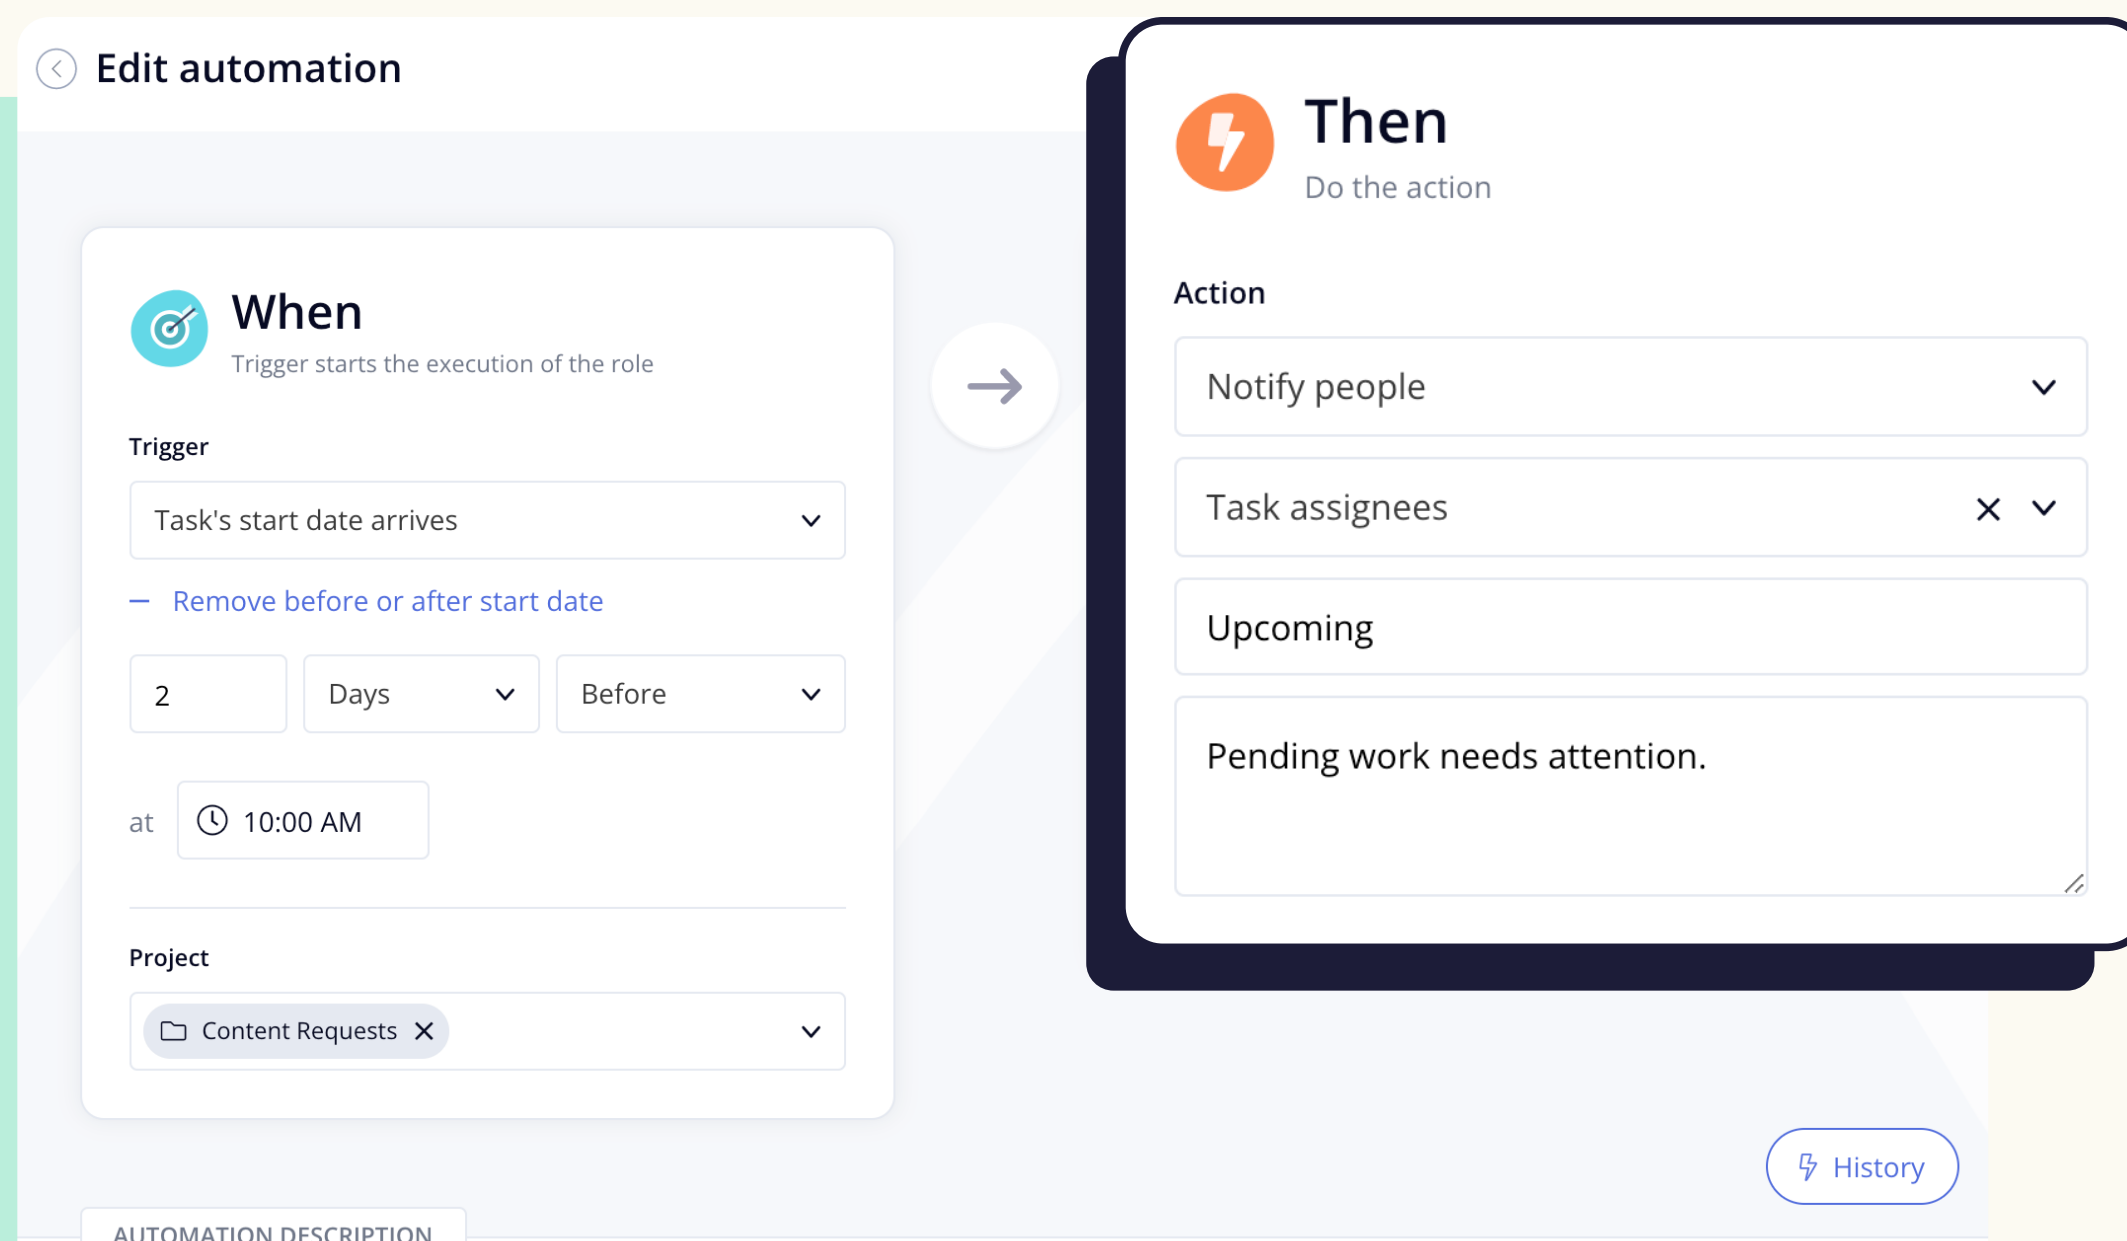 Edit automation
When
Trigger starts the execution of the role
Trigger
Task's start date arrives
Remove before or after start date
2 Days Before
at 10:00 AM
Project
Content Requests
Then
Do the action
Action
Notify people
Task assignees
Upcoming
Pending work needs attention.
History
AUTOMATION DESCRIPTION